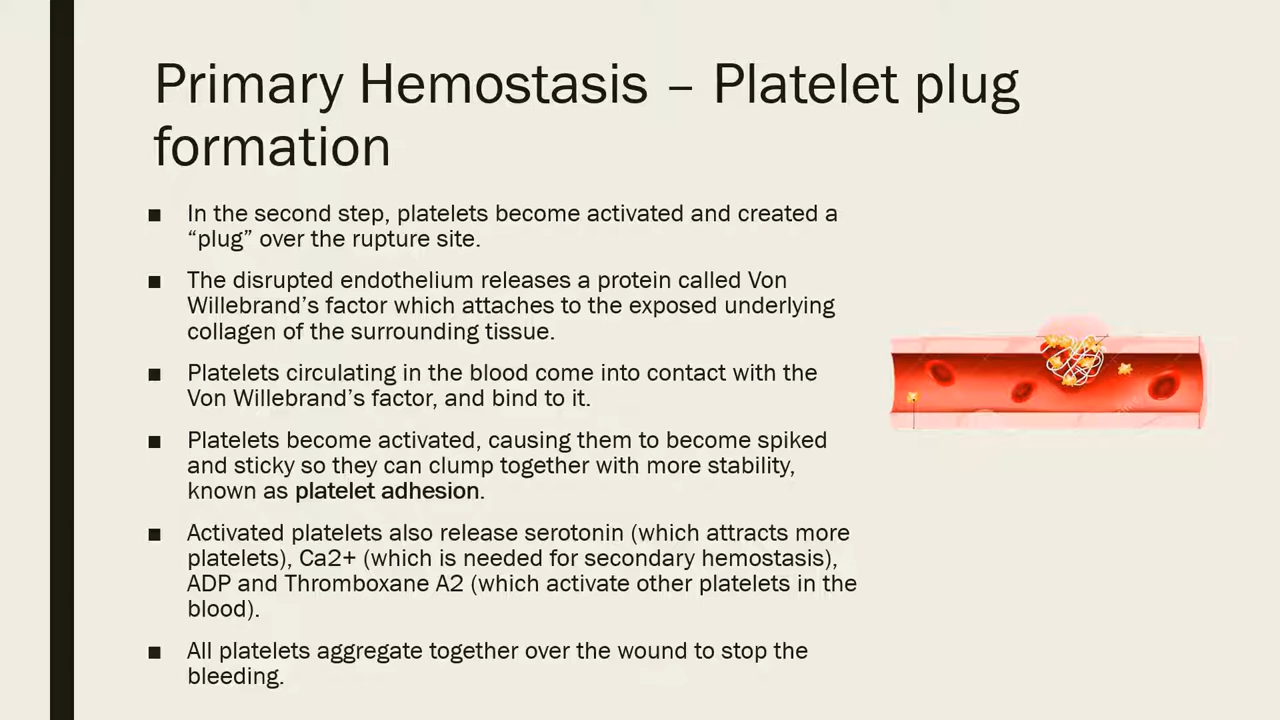 Primary Hemostasis – Platelet plug
formation
■ In the second step, platelets become activated and created a
“plug” over the rupture site.
■ The disrupted endothelium releases a protein called Von
Willebrand’s factor which attaches to the exposed underlying
collagen of the surrounding tissue.
■ Platelets circulating in the blood come into contact with the
Von Willebrand’s factor, and bind to it.
■ Platelets become activated, causing them to become spiked
and sticky so they can clump together with more stability,
known as platelet adhesion.
■ Activated platelets also release serotonin (which attracts more
platelets), Ca2+ (which is needed for secondary hemostasis),
ADP and Thromboxane A2 (which activate other platelets in the
blood).
■ All platelets aggregate together over the wound to stop the
bleeding.